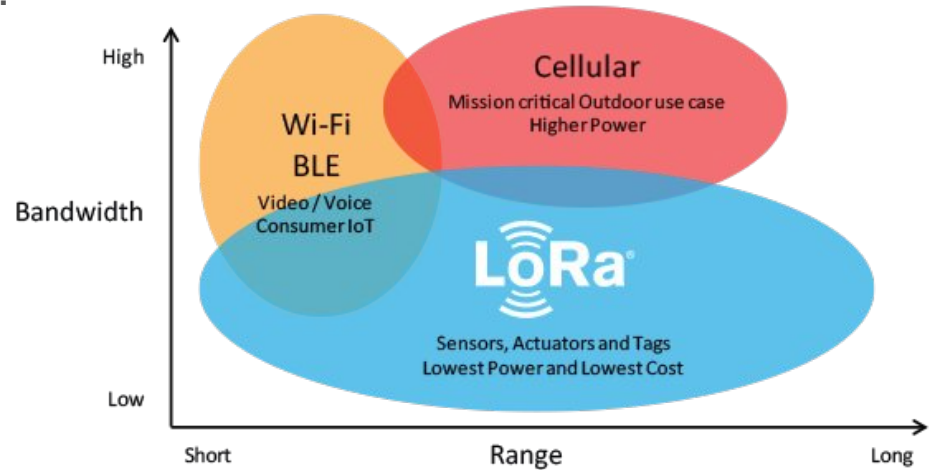 High
Bandwidth
Low
Wi-Fi
BLE
Video / Voice
Consumer IoT
Cellular
Mission critical Outdoor use case
Higher Power
LoRa®
Sensors, Actuators and Tags
Lowest Power and Lowest Cost
Short
Range
Long